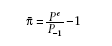 π̃ = P^e / P_{-1} - 1